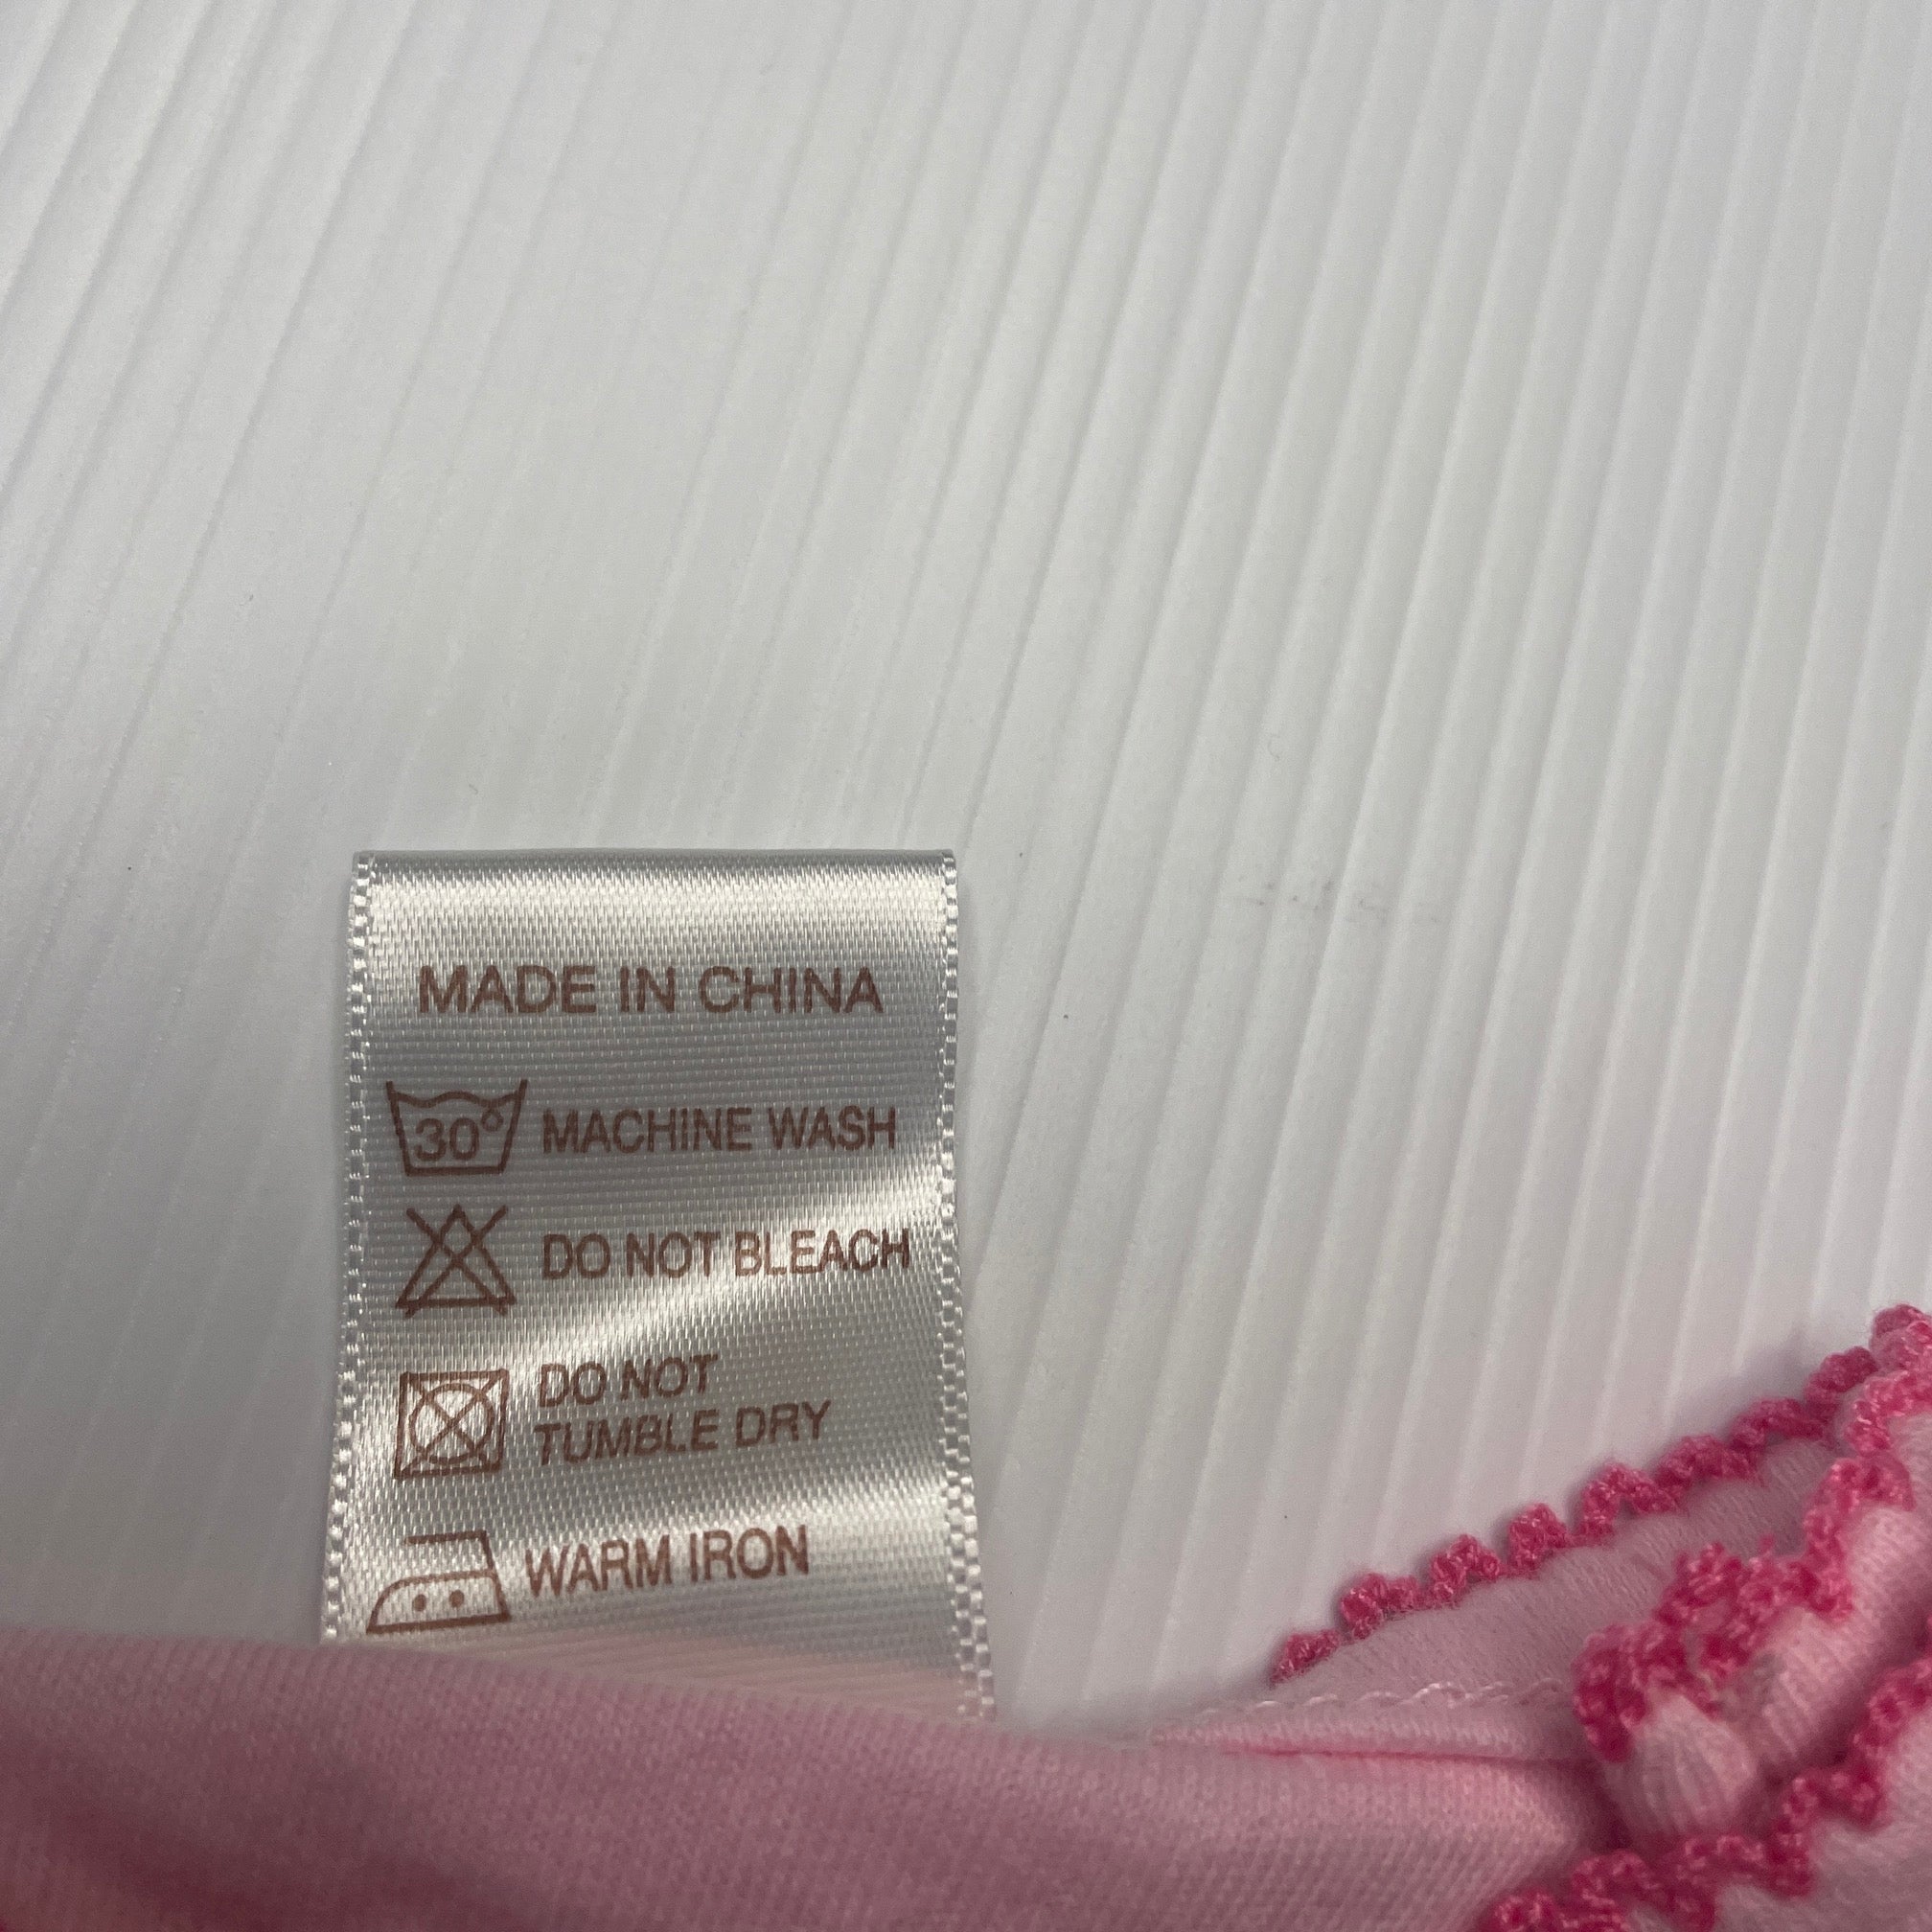 MADE IN CHINA
30° MACHINE WASH
DO NOT BLEACH
DO NOT
TUMBLE DRY
WARM IRON